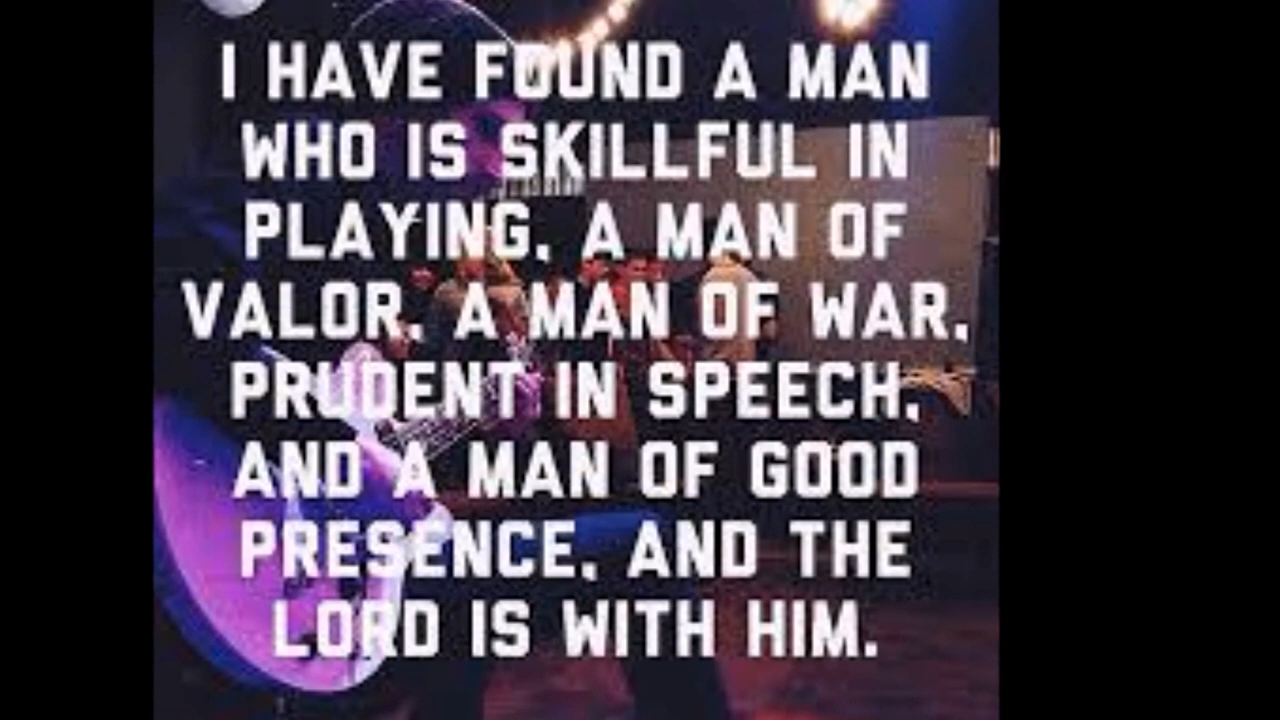 I HAVE FOUND A MAN
WHO IS SKILLFUL IN
PLAYING, A MAN OF
VALOR, A MAN OF WAR,
PRUDENT IN SPEECH,
AND A MAN OF GOOD
PRESENCE, AND THE
LORD IS WITH HIM.